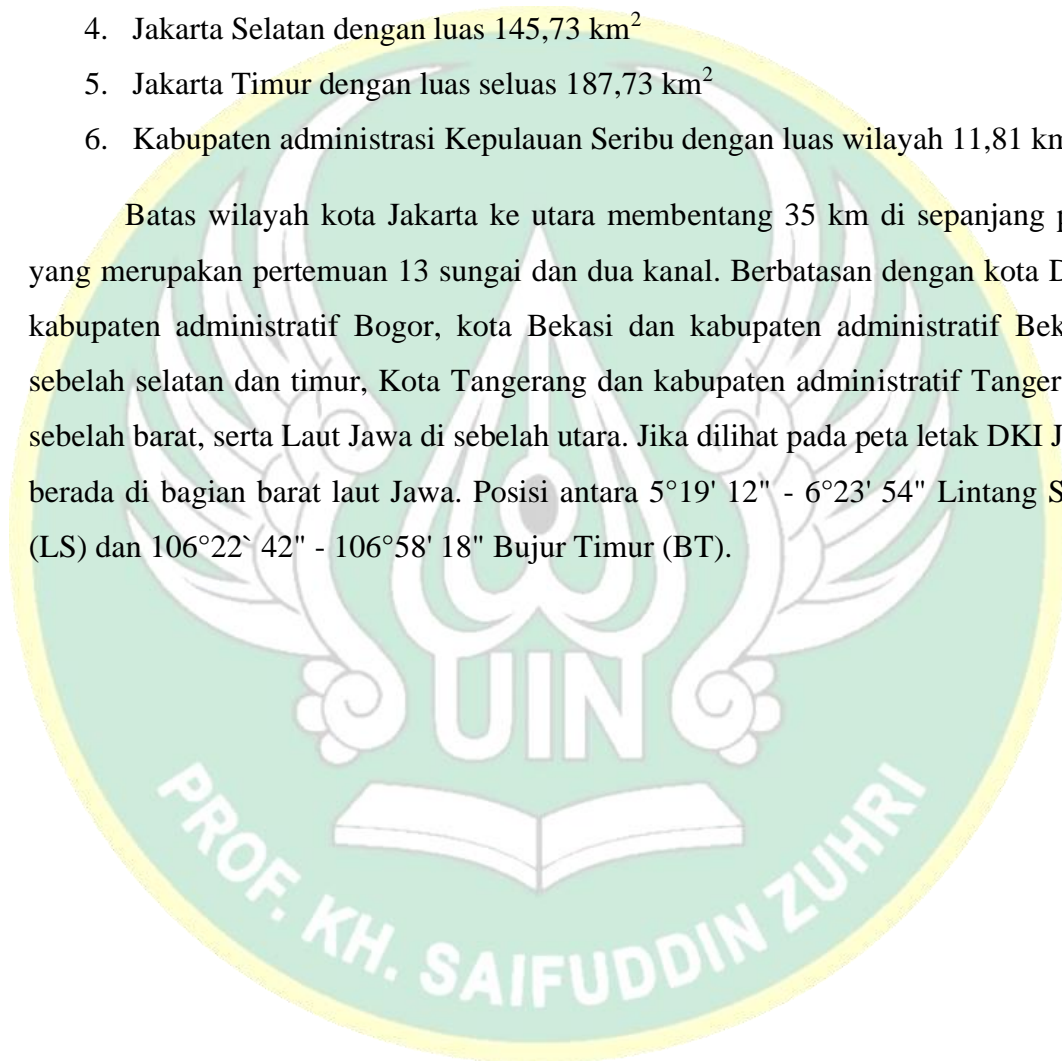 4. Jakarta Selatan dengan luas 145,73 km²
5. Jakarta Timur dengan luas seluas 187,73 km²
6. Kabupaten administrasi Kepulauan Seribu dengan luas wilayah 11,81 km
Batas wilayah kota Jakarta ke utara membentang 35 km di sepanjang
yang merupakan pertemuan 13 sungai dan dua kanal. Berbatasan dengan kota
kabupaten administratif Bogor, kota Bekasi dan kabupaten administratif
sebelah selatan dan timur, Kota Tangerang dan kabupaten administratif
sebelah barat, serta Laut Jawa di sebelah utara. Jika dilihat pada peta letak DKI
berada di bagian barat laut Jawa. Posisi antara 5°19' 12" - 6°23' 54" Lintang
(LS) dan 106°22` 42" - 106°58' 18" Bujur Timur (BT).
UIN
PROF. KH. SAIFUDDIN ZUHRI